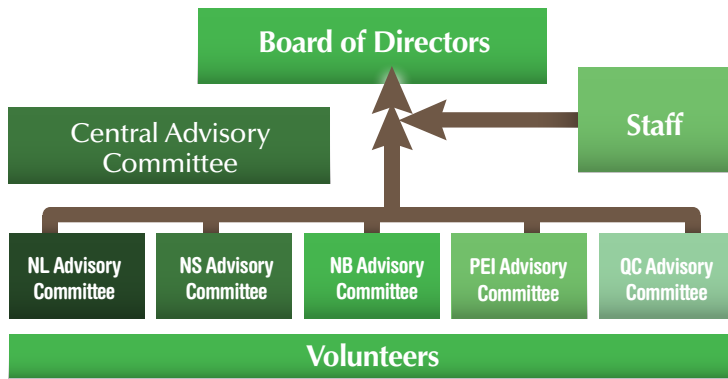 Board of Directors
Central Advisory
Committee
Staff
NL Advisory
Committee
NS Advisory
Committee
NB Advisory
Committee
PEI Advisory
Committee
QC Advisory
Committee
Volunteers